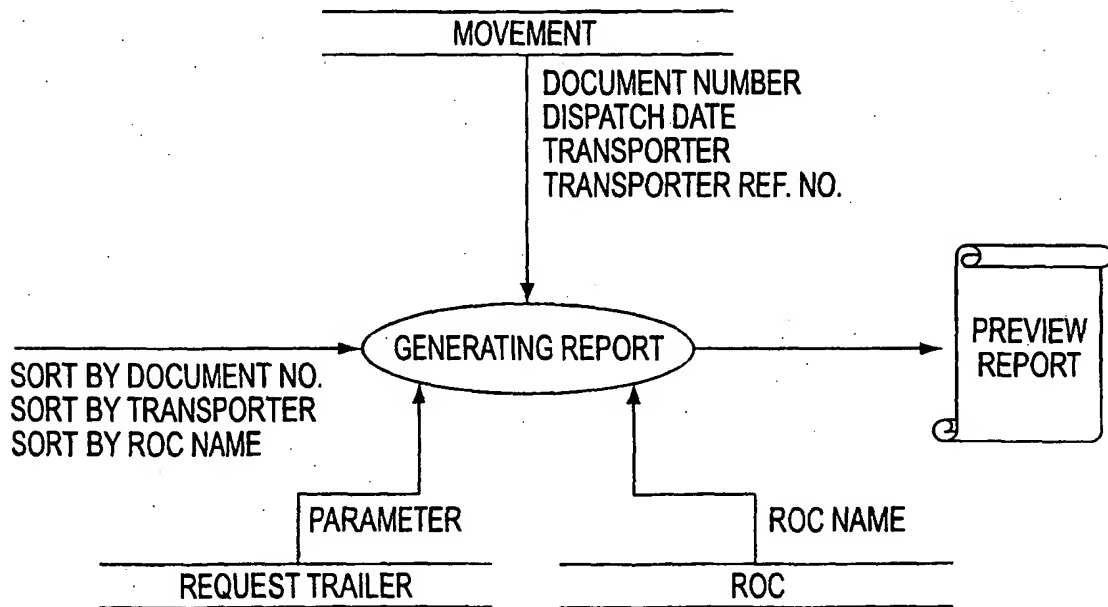 MOVEMENT
DOCUMENT NUMBER
DISPATCH DATE
TRANSPORTER
TRANSPORTER REF. NO.
GENERATING REPORT
PREVIEW
REPORT
SORT BY DOCUMENT NO.
SORT BY TRANSPORTER
SORT BY ROC NAME
PARAMETER
ROC NAME
REQUEST TRAILER
ROC